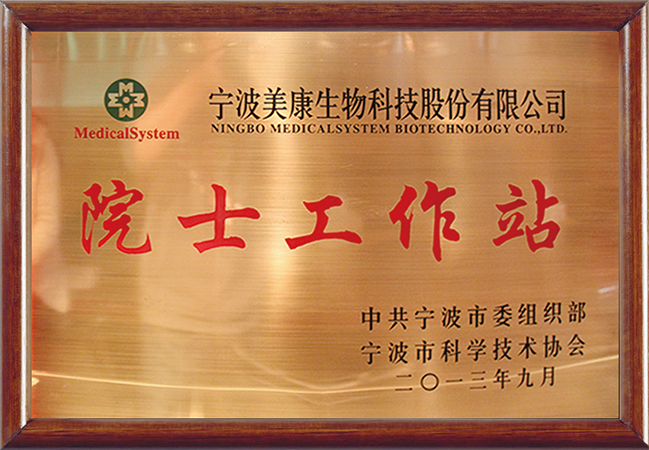 MedicalSystem
宁波美康生物科技股份有限公司
NINGBO MEDICALSYSTEM BIOTECHNOLOGY CO.,LTD.
院士工作站
中共宁波市委组织部
宁波市科学技术协会
二〇一三年九月